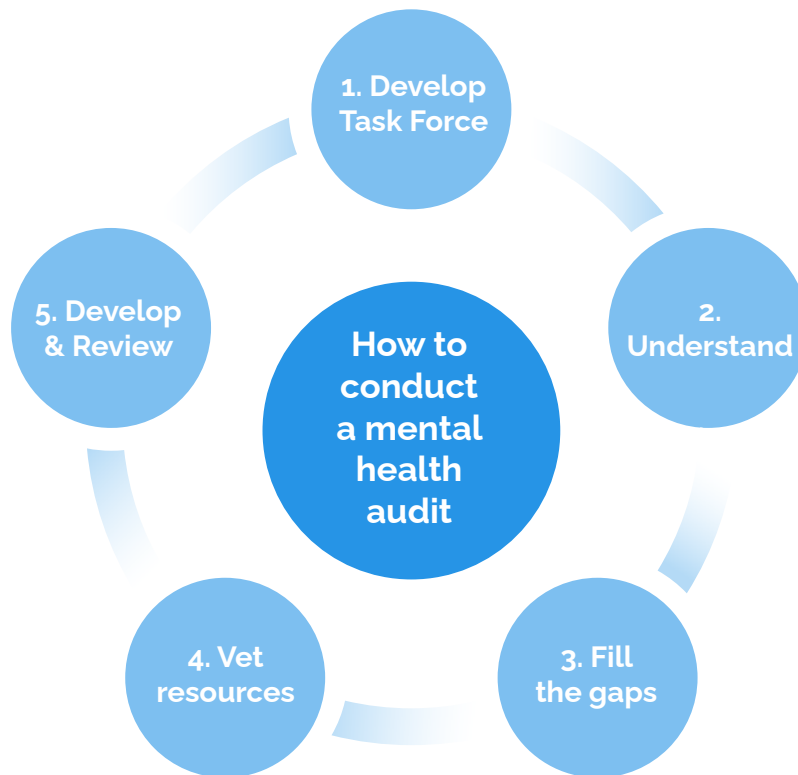 1. Develop
Task Force
2.
Understand
3. Fill
the gaps
4. Vet
resources
5. Develop
& Review
How to
conduct
a mental
health
audit